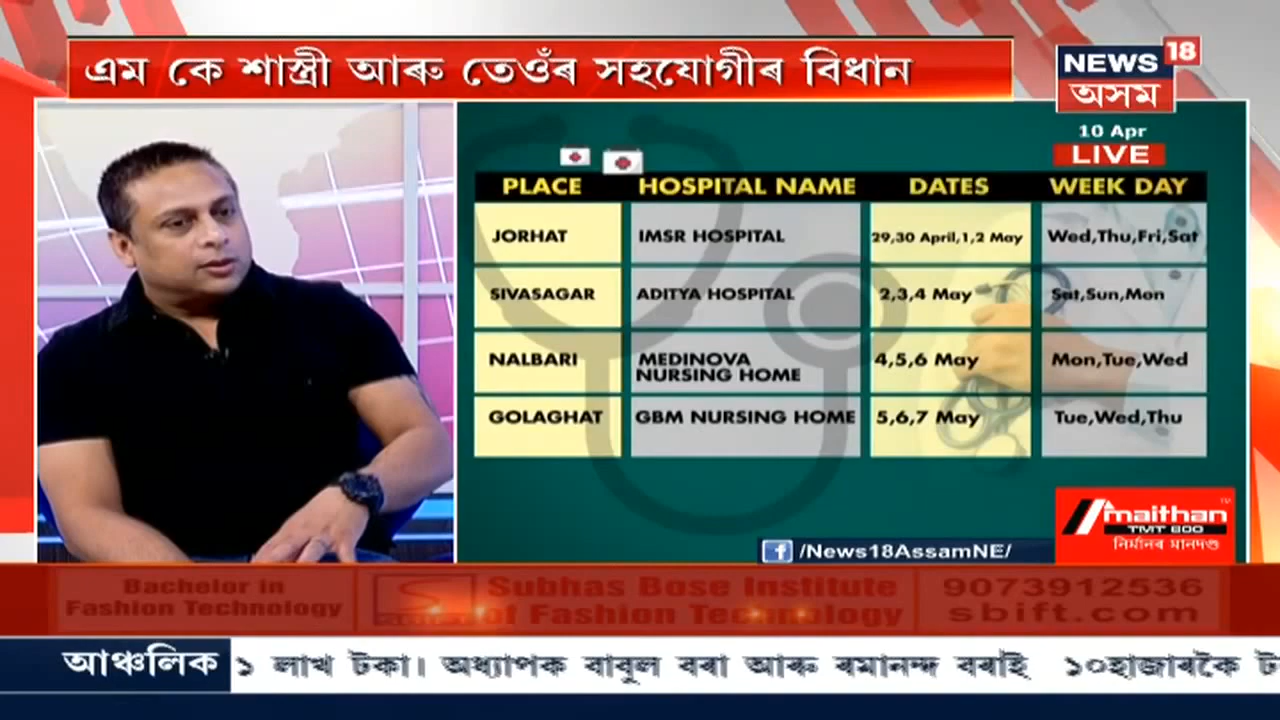 এম কে শাস্ত্ৰী আৰু তেওঁৰ সহযোগীৰ বিধান
NEWS 18
অসম
10 Apr
LIVE
PLACE HOSPITAL NAME DATES WEEK DAY
JORHAT IMSR HOSPITAL 29,30 April,1,2 May Wed,Thu,Fri,Sat
SIVASAGAR ADITYA HOSPITAL 2,3,4 May Sat,Sun,Mon
NALBARI MEDINOVA NURSING HOME 4,5,6 May Mon,Tue,Wed
GOLAGHAT GBM NURSING HOME 5,6,7 May Tue,Wed,Thu
maithan
TMT 600
নিৰ্মানৰ মানদণ্ড
/News18AssamNE/
Bachelor in
Fashion Technology
Subhas Bose Institute
of Fashion Technology
9073912536
sbift.com
আঞ্চলিক ১ লাখ টকা। অধ্যাপক বাবুল বৰা আৰু ৰমানন্দ বৰাই ১০হাজাৰকৈ